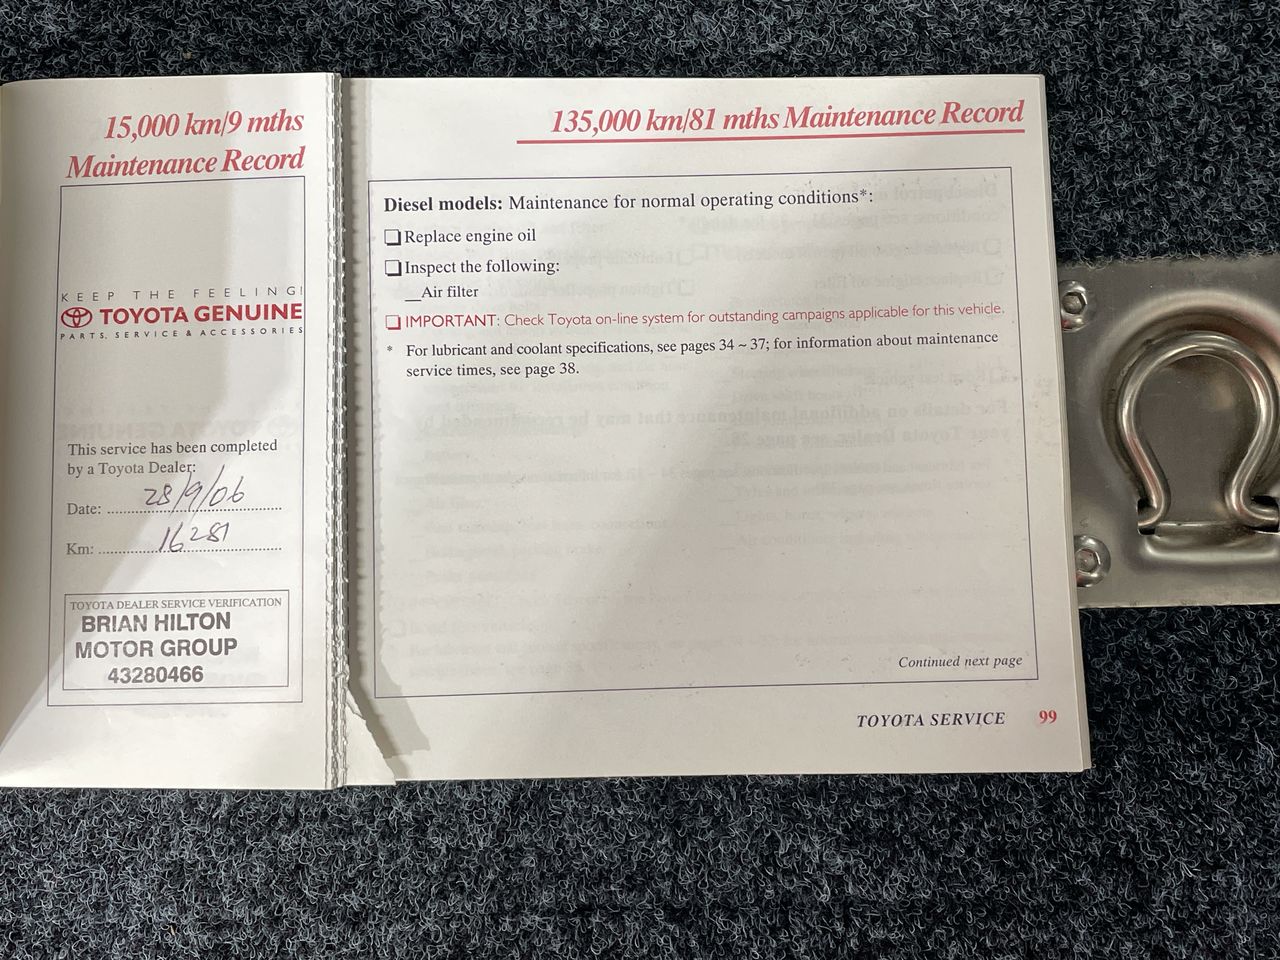 15,000 km/9 mths
Maintenance Record
KEEP THE FEELING!
TOYOTA GENUINE
PARTS, SERVICE & ACCESSORIES
This service has been completed
by a Toyota Dealer:
Date: 28/9/06
Km: 16281
TOYOTA DEALER SERVICE VERIFICATION
BRIAN HILTON
MOTOR GROUP
43280466
135,000 km/81 mths Maintenance Record
Diesel models: Maintenance for normal operating conditions*:
❏ Replace engine oil
❏ Inspect the following:
__Air filter
❏ IMPORTANT: Check Toyota on-line system for outstanding campaigns applicable for this vehicle.
* For lubricant and coolant specifications, see pages 34 ~ 37; for information about maintenance
service times, see page 38.
Continued next page
TOYOTA SERVICE 99